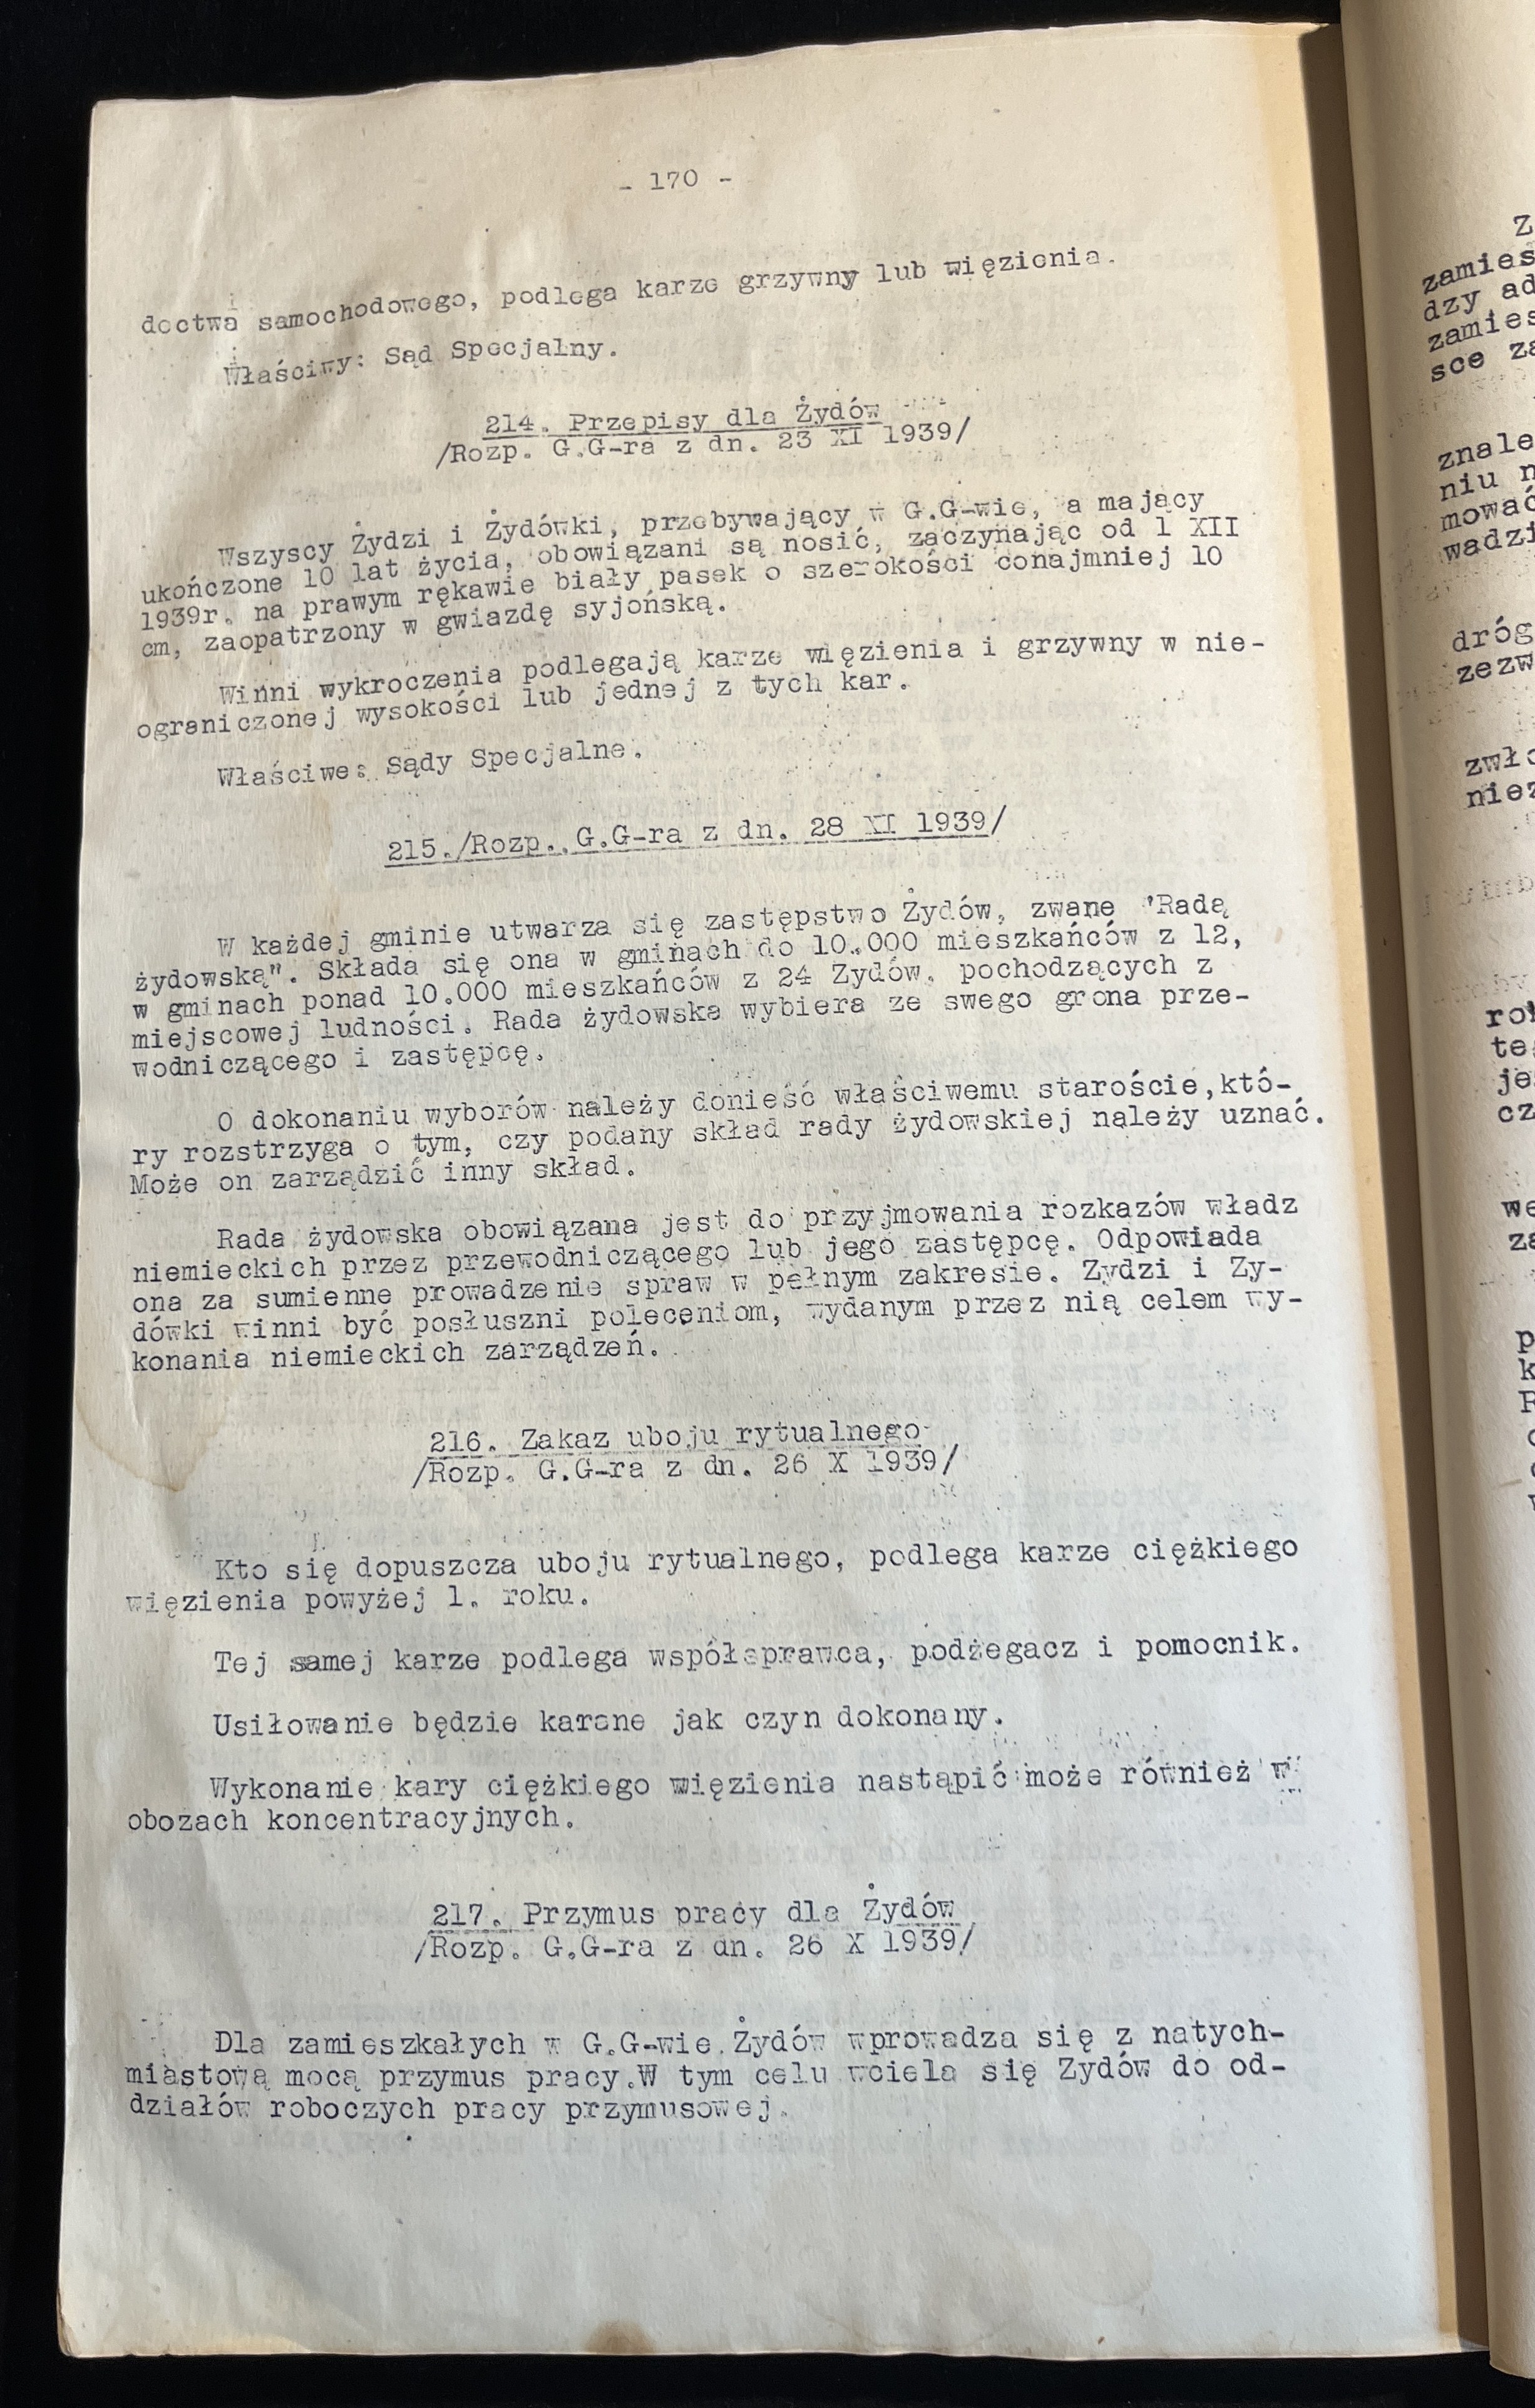 - 170 -
doctwa samochodowego, podlega karze grzywny lub więzienia.
Właściwy: Sąd Specjalny.
214. Przepisy dla Żydów
/Rozp. G.G-ra z dn. 23 XI 1939/
Wszyscy Żydzi i Żydówki, przebywający w G.G-wie, a mający
ukończone 10 lat życia, obowiązani są nosić, zaczynając od 1 XII
1939r. na prawym rękawie biały pasek o szerokości conajmniej 10
cm, zaopatrzony w gwiazdę syjońską.
Winni wykroczenia podlegają karze więzienia i grzywny w nie-
ograniczonej wysokości lub jednej z tych kar.
Właściwe: Sądy Specjalne.
215./Rozp. G.G-ra z dn. 28 XI 1939/
W każdej gminie utwarza się zastępstwo Żydów, zwane "Radą
żydowską". Składa się ona w gminach do 10.000 mieszkańców z 12,
w gminach ponad 10.000 mieszkańców z 24 Zydów, pochodzących z
miejscowej ludności. Rada żydowska wybiera ze swego grona prze-
wodniczącego i zastępcę.
O dokonaniu wyborów należy donieść właściwemu staroście,któ-
ry rozstrzyga o tym, czy podany skład rady żydowskiej należy uznać.
Może on zarządzić inny skład.
Rada żydowska obowiązana jest do przyjmowania rozkazów władz
niemieckich przez przewodniczącego lub jego zastępcę. Odpowiada
ona za sumienne prowadzenie spraw w pełnym zakresie. Zydzi i Zy-
dówki winni być posłuszni poleceniom, wydanym przez nią celem wy-
konania niemieckich zarządzeń.
216. Zakaz uboju rytualnego
/Rozp. G.G-ra z dn. 26 X 1939/
Kto się dopuszcza uboju rytualnego, podlega karze ciężkiego
więzienia powyżej 1. roku.
Tej samej karze podlega współsprawca, podżegacz i pomocnik.
Usiłowanie będzie karane jak czyn dokonany.
Wykonanie kary ciężkiego więzienia nastąpić może również w
obozach koncentracyjnych.
217. Przymus pracy dla Żydów
/Rozp. G.G-ra z dn. 26 X 1939/
Dla zamieszkałych w G.G-wie Żydów wprowadza się z natych-
miastową mocą przymus pracy.W tym celu wciela się Zydów do od-
działów roboczych pracy przymusowej.